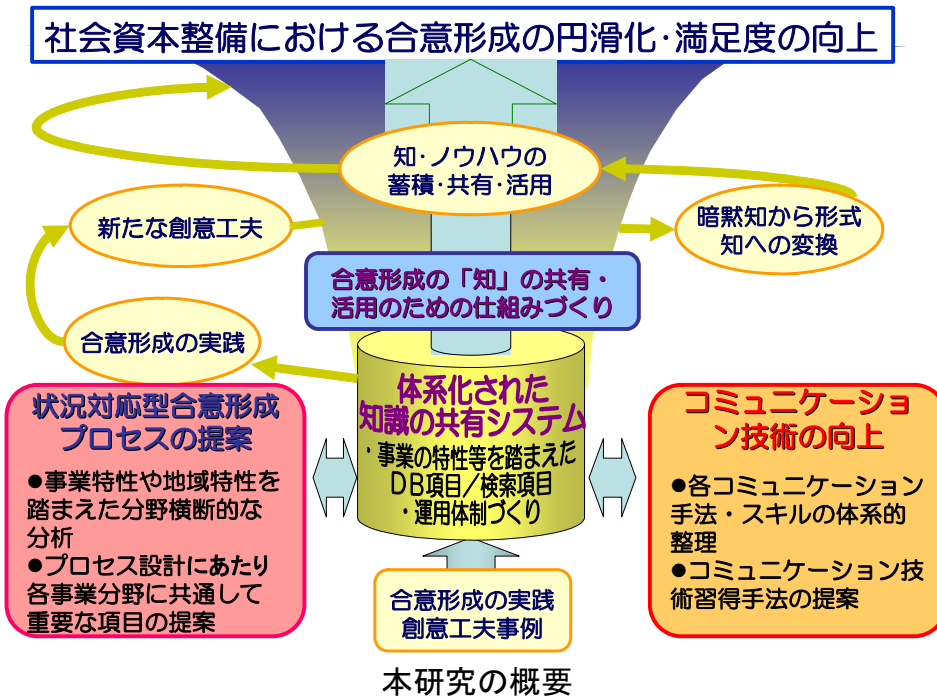 社会資本整備における合意形成の円滑化･満足度の向上
知･ノウハウの
蓄積･共有･活用
新たな創意工夫
暗黙知から形式
知への変換
合意形成の「知」の共有・
活用のための仕組みづくり
合意形成の実践
体系化された
知識の共有システム
・事業の特性等を踏まえた
ＤＢ項目／検索項目
・運用体制づくり
状況対応型合意形成
プロセスの提案
●事業特性や地域特性を
踏まえた分野横断的な
分析
●プロセス設計にあたり
各事業分野に共通して
重要な項目の提案
コミュニケーショ
ン技術の向上
●各コミュニケーション
手法・スキルの体系的
整理
●コミュニケーション技
術習得手法の提案
合意形成の実践
創意工夫事例
本研究の概要